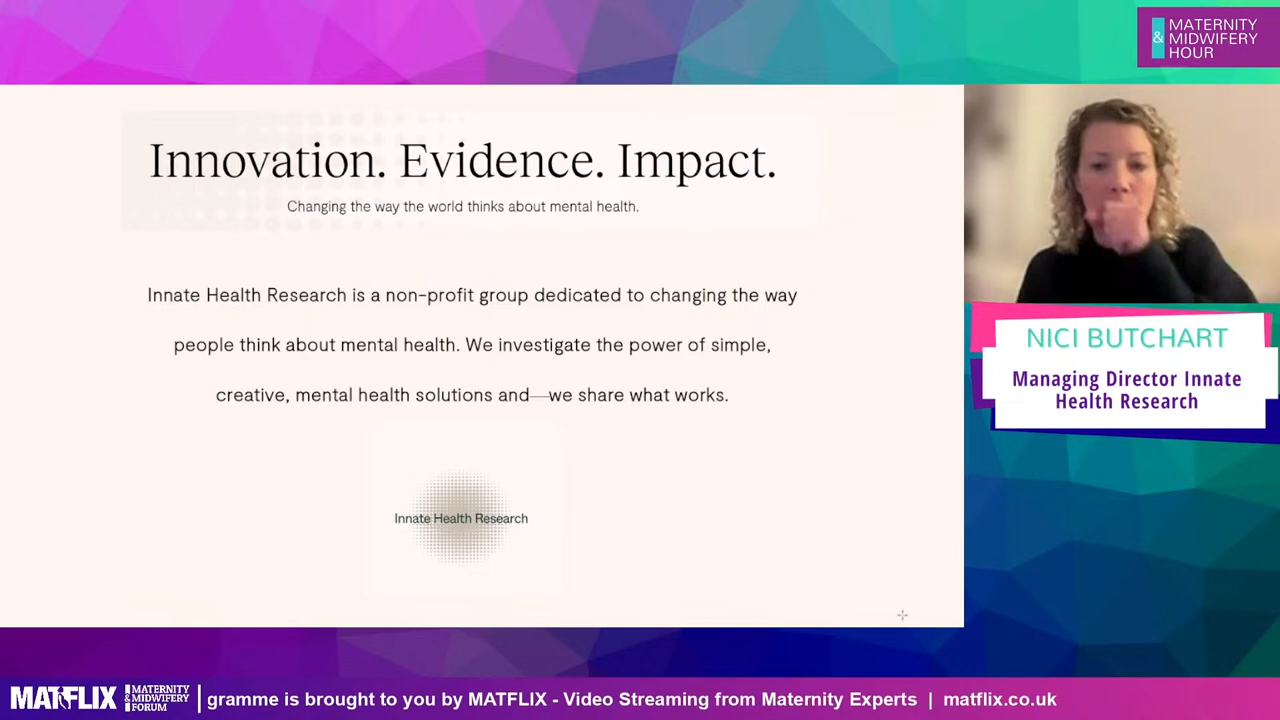 &
MATERNITY
MIDWIFERY
HOUR
Innovation. Evidence. Impact.
Changing the way the world thinks about mental health.
Innate Health Research is a non-profit group dedicated to changing the way
people think about mental health. We investigate the power of simple,
creative, mental health solutions and—we share what works.
Innate Health Research
NICI BUTCHART
Managing Director Innate
Health Research
MATFLIX
MATERNITY
& MIDWIFERY
FORUM
gramme is brought to you by MATFLIX - Video Streaming from Maternity Experts | matflix.co.uk